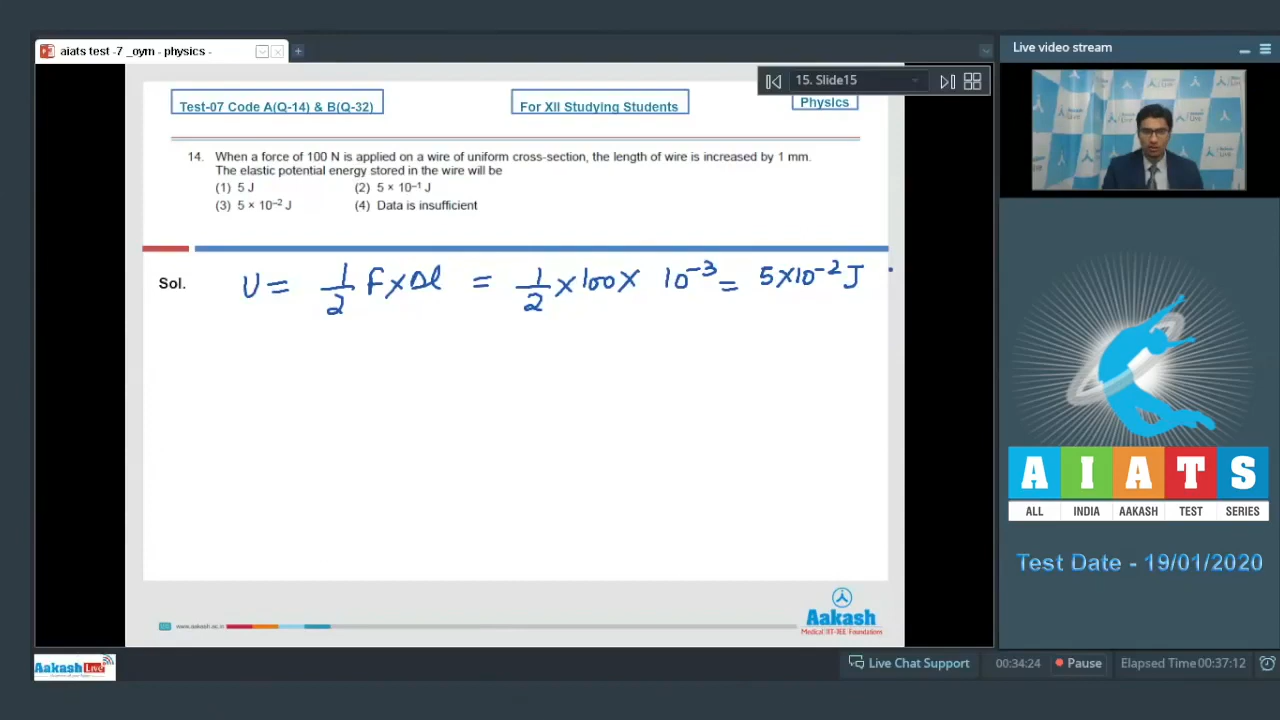 aiats test -7 _oym - physics -
Live video stream
15. Slide15
Test-07 Code A(Q-14) & B(Q-32)
For XII Studying Students
Physics
14. When a force of 100 N is applied on a wire of uniform cross-section, the length of wire is increased by 1 mm.
The elastic potential energy stored in the wire will be
(1) 5 J (2) 5 × 10⁻¹ J
(3) 5 × 10⁻² J (4) Data is insufficient
Sol. U = 1/2 F × Δl = 1/2 × 100 × 10⁻³ = 5 × 10⁻² J
A I A T S
ALL INDIA AAKASH TEST SERIES
Test Date - 19/01/2020
www.aakash.ac.in
Aakash
Medical|IIT-JEE|Foundations
Aakash Live
Live Chat Support
00:34:24
Pause
Elapsed Time 00:37:12